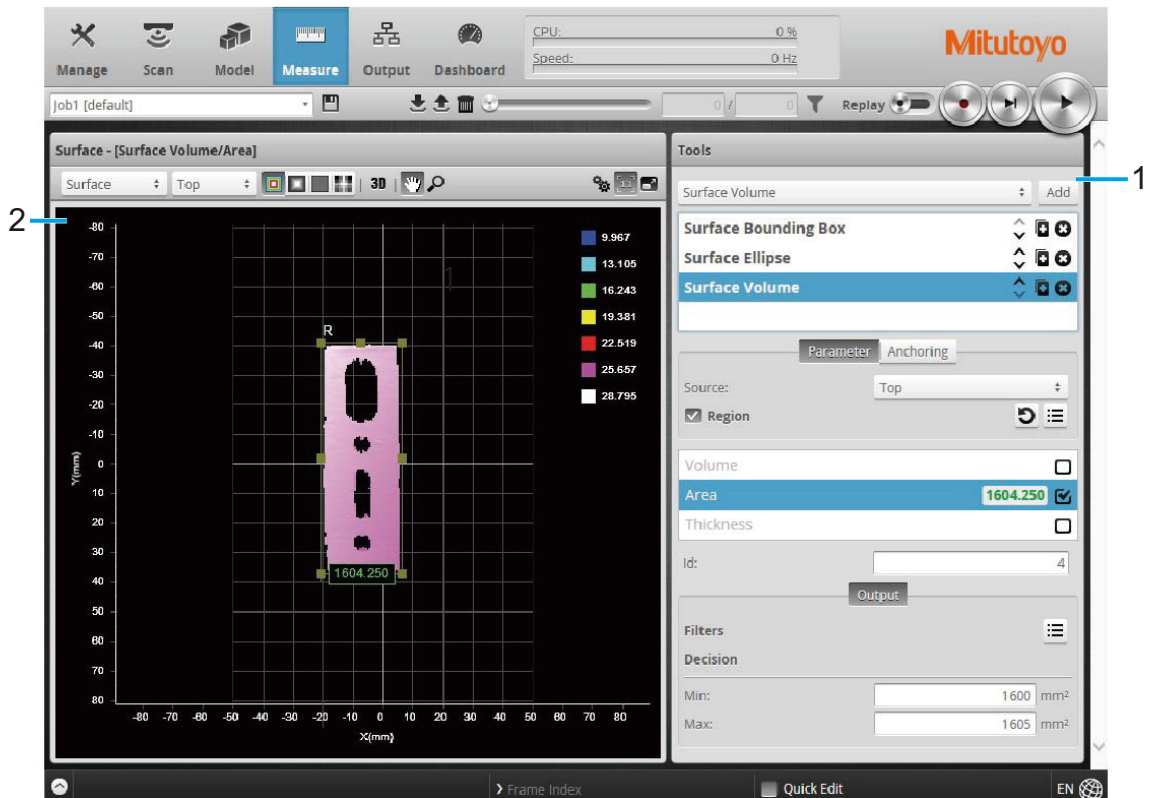 Manage Scan Model Measure Output Dashboard
CPU: 0 %
Speed: 0 Hz
Mitutoyo
Job1 [default] 0 / 0 Replay
Surface - [Surface Volume/Area]
Surface Top 3D 1:1
2
-80
-70
-60
-50
-40
-30
-20
-10
0
10
20
30
40
50
60
70
80
Y(mm)
-80 -70 -60 -50 -40 -30 -20 -10 0 10 20 30 40 50 60 70 80
X(mm)
1
R
1604.250
9.967
13.105
16.243
19.381
22.519
25.657
28.795
Tools
1
Surface Volume Add
Surface Bounding Box
Surface Ellipse
Surface Volume
Parameter Anchoring
Source: Top
Region
Volume
Area 1604.250
Thickness
Id: 4
Output
Filters
Decision
Min: 1600 mm²
Max: 1605 mm²
Frame Index Quick Edit EN